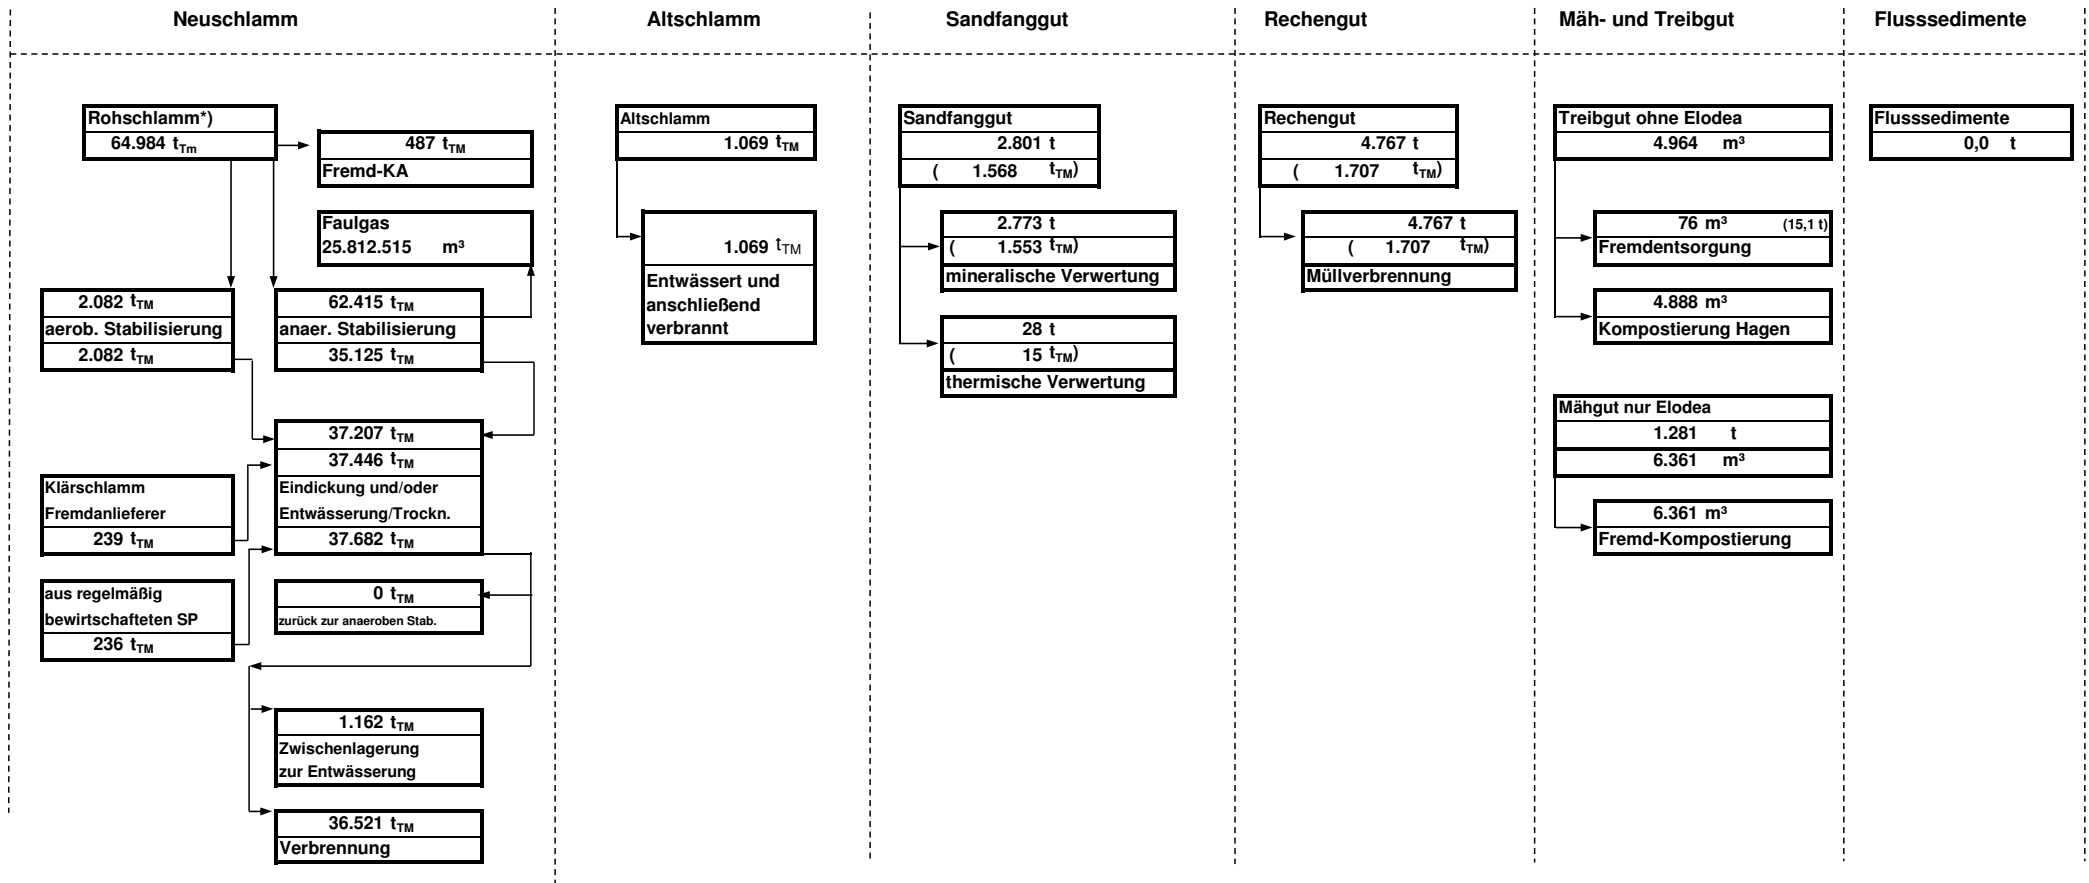 Neuschlamm
Rohschlamm*)
64.984 tTm
487 tTM
Fremd-KA
Faulgas
25.812.515 m³
2.082 tTM
aerob. Stabilisierung
2.082 tTM
62.415 tTM
anaer. Stabilisierung
35.125 tTM
37.207 tTM
37.446 tTM
Eindickung und/oder
Entwässerung/Trockn.
37.682 tTM
Klärschlamm
Fremdanlieferer
239 tTM
aus regelmäßig
bewirtschafteten SP
236 tTM
0 tTM
zurück zur anaeroben Stab.
1.162 tTM
Zwischenlagerung
zur Entwässerung
36.521 tTM
Verbrennung
Altschlamm
Altschlamm
1.069 tTM
1.069 tTM
Entwässert und
anschließend
verbrannt
Sandfanggut
Sandfanggut
2.801 t
( 1.568 tTM)
2.773 t
( 1.553 tTM)
mineralische Verwertung
28 t
( 15 tTM)
thermische Verwertung
Rechengut
Rechengut
4.767 t
( 1.707 tTM)
4.767 t
( 1.707 tTM)
Müllverbrennung
Mäh- und Treibgut
Treibgut ohne Elodea
4.964 m³
76 m³ (15,1 t)
Fremdentsorgung
4.888 m³
Kompostierung Hagen
Mähgut nur Elodea
1.281 t
6.361 m³
6.361 m³
Fremd-Kompostierung
Flusssedimente
Flusssedimente
0,0 t